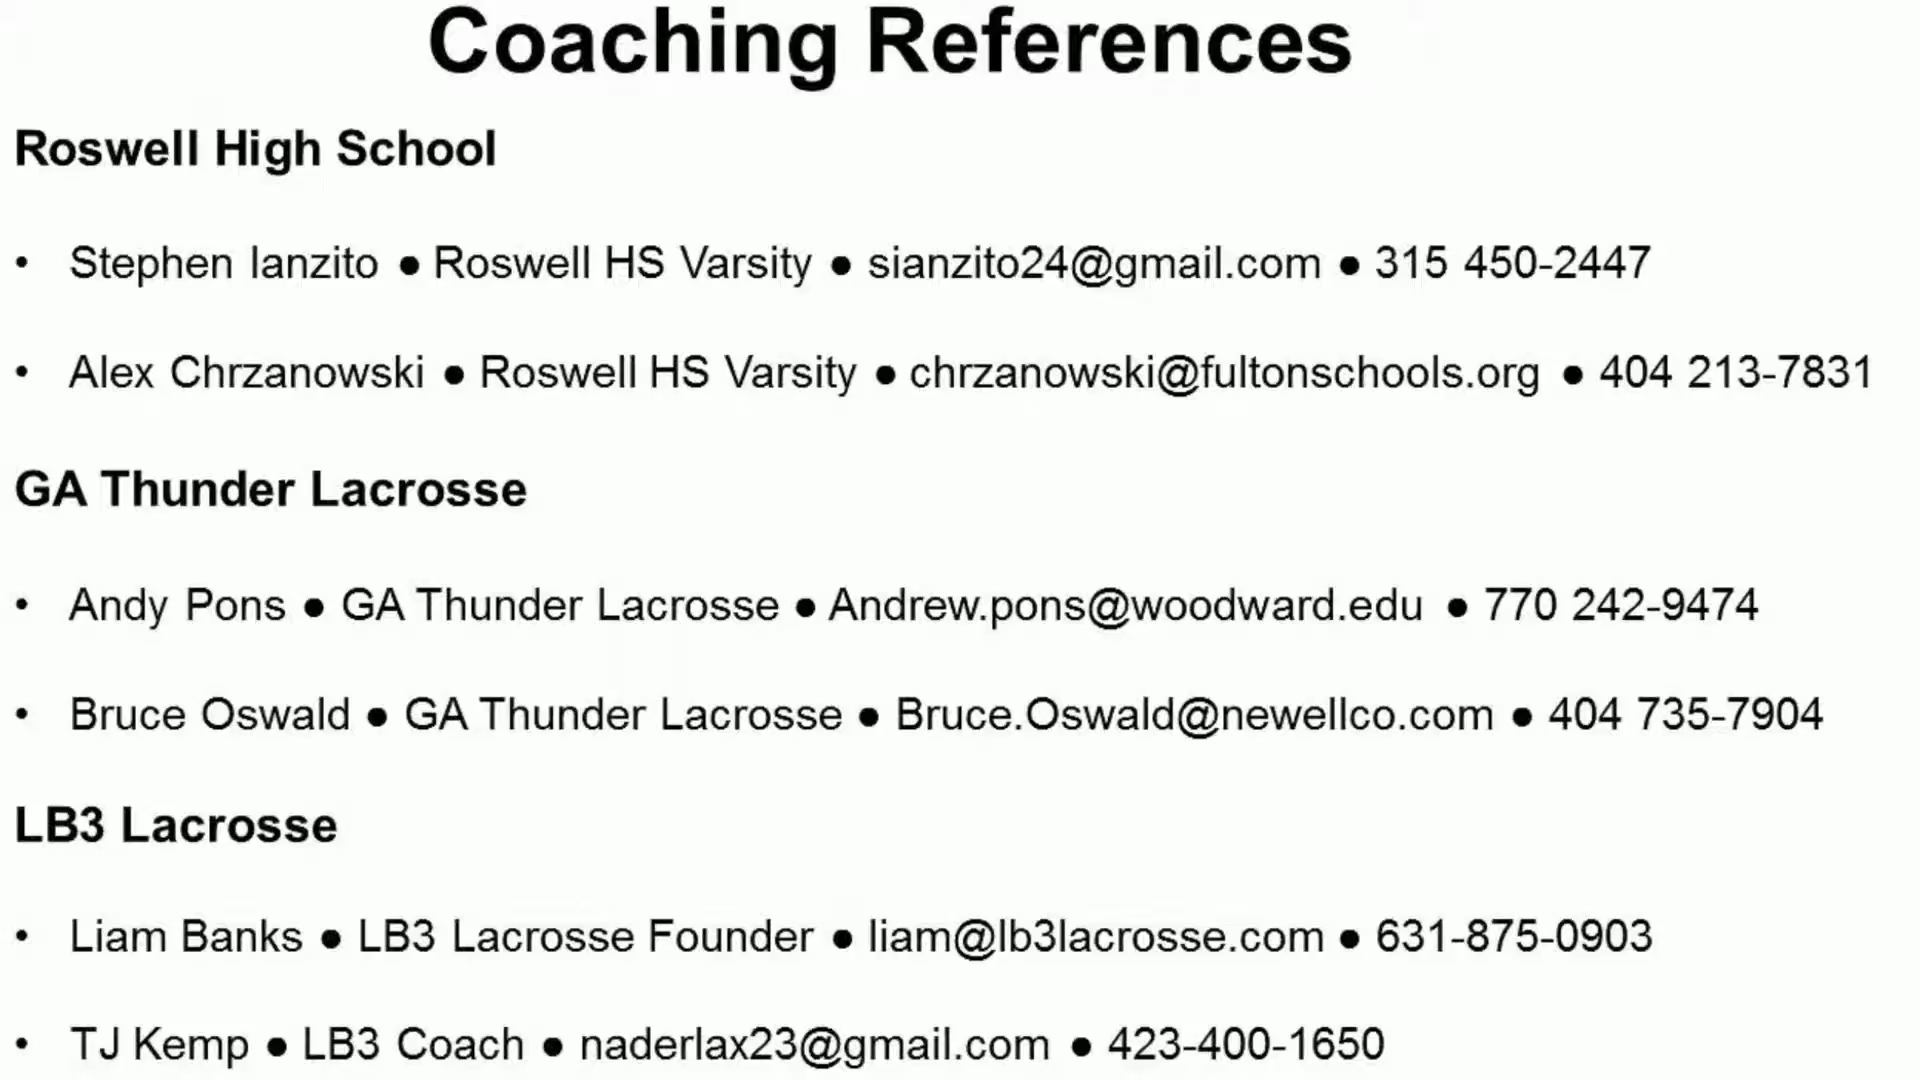 Coaching References
Roswell High School
• Stephen Ianzito ● Roswell HS Varsity ● sianzito24@gmail.com ● 315 450-2447
• Alex Chrzanowski ● Roswell HS Varsity ● chrzanowski@fultonschools.org ● 404 213-7831
GA Thunder Lacrosse
• Andy Pons ● GA Thunder Lacrosse ● Andrew.pons@woodward.edu ● 770 242-9474
• Bruce Oswald ● GA Thunder Lacrosse ● Bruce.Oswald@newellco.com ● 404 735-7904
LB3 Lacrosse
• Liam Banks ● LB3 Lacrosse Founder ● liam@lb3lacrosse.com ● 631-875-0903
• TJ Kemp ● LB3 Coach ● naderlax23@gmail.com ● 423-400-1650